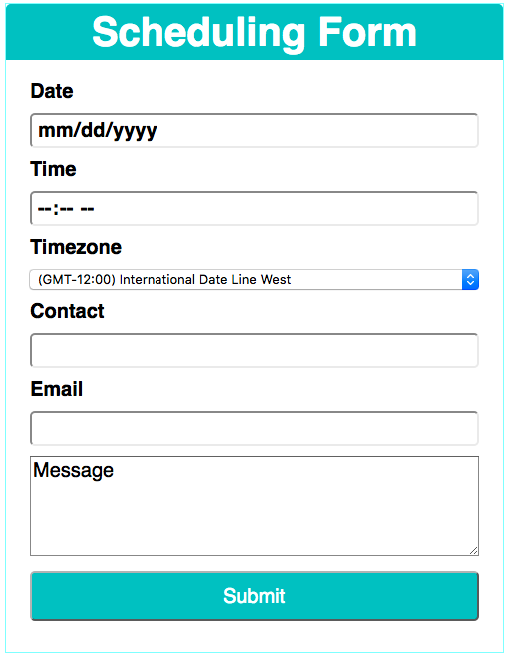 Scheduling Form
Date
mm/dd/yyyy
Time
--:-- --
Timezone
(GMT-12:00) International Date Line West
Contact
Email
Message
Submit